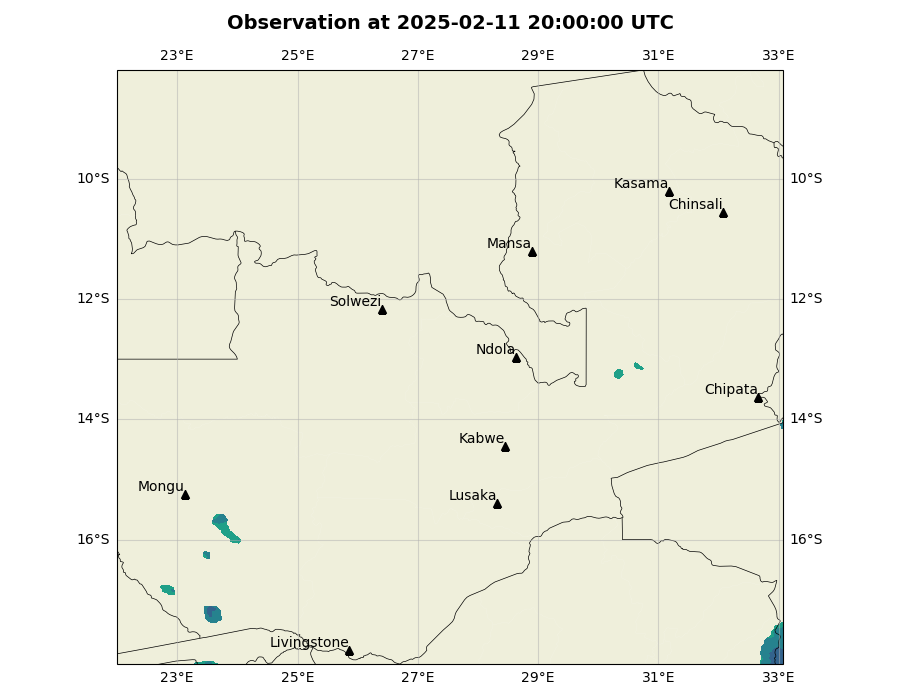 Observation at 2025-02-11 20:00:00 UTC
23°E 25°E 27°E 29°E 31°E 33°E
10°S 10°S
Kasama
Chinsali
Mansa
12°S 12°S
Solwezi
Ndola
Chipata
14°S 14°S
Kabwe
Mongu
Lusaka
16°S 16°S
Livingstone
23°E 25°E 27°E 29°E 31°E 33°E